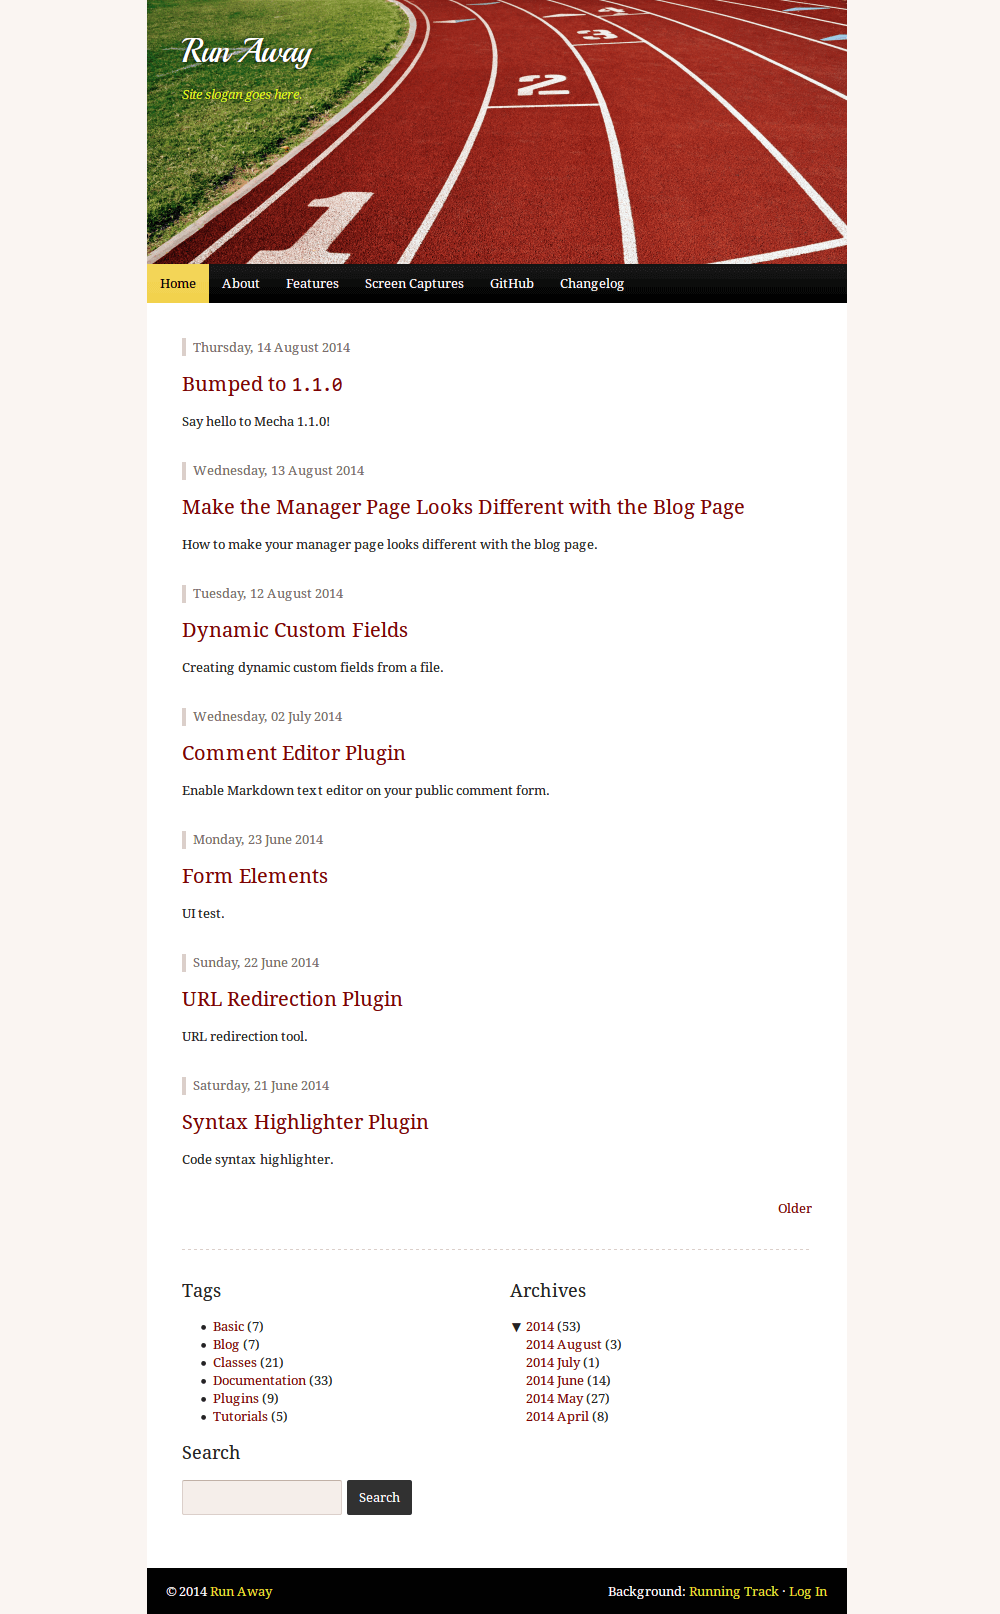 Run Away
Site slogan goes here.
4
3
2
1
Home About Features Screen Captures GitHub Changelog
Thursday, 14 August 2014
Bumped to 1.1.0
Say hello to Mecha 1.1.0!
Wednesday, 13 August 2014
Make the Manager Page Looks Different with the Blog Page
How to make your manager page looks different with the blog page.
Tuesday, 12 August 2014
Dynamic Custom Fields
Creating dynamic custom fields from a file.
Wednesday, 02 July 2014
Comment Editor Plugin
Enable Markdown text editor on your public comment form.
Monday, 23 June 2014
Form Elements
UI test.
Sunday, 22 June 2014
URL Redirection Plugin
URL redirection tool.
Saturday, 21 June 2014
Syntax Highlighter Plugin
Code syntax highlighter.
Older
Tags
• Basic (7)
• Blog (7)
• Classes (21)
• Documentation (33)
• Plugins (9)
• Tutorials (5)
Archives
▼ 2014 (53)
2014 August (3)
2014 July (1)
2014 June (14)
2014 May (27)
2014 April (8)
Search
Search
© 2014 Run Away
Background: Running Track · Log In